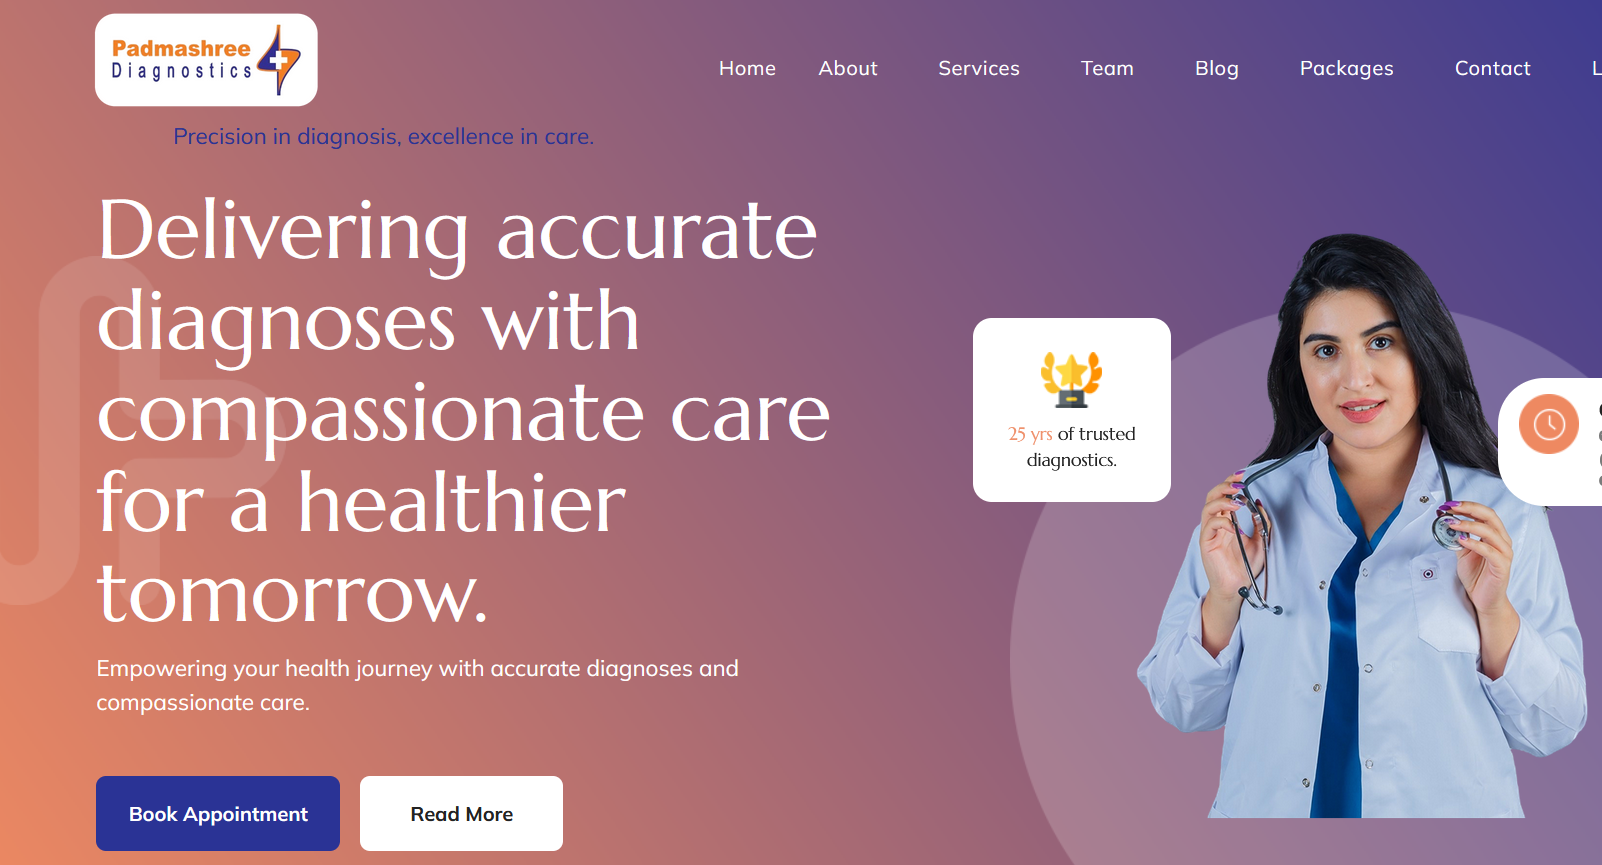 Padmashree
Diagnostics
Home About Services Team Blog Packages Contact
Precision in diagnosis, excellence in care.
Delivering accurate
diagnoses with
compassionate care
for a healthier
tomorrow.
25 yrs of trusted
diagnostics.
Empowering your health journey with accurate diagnoses and
compassionate care.
Book Appointment Read More